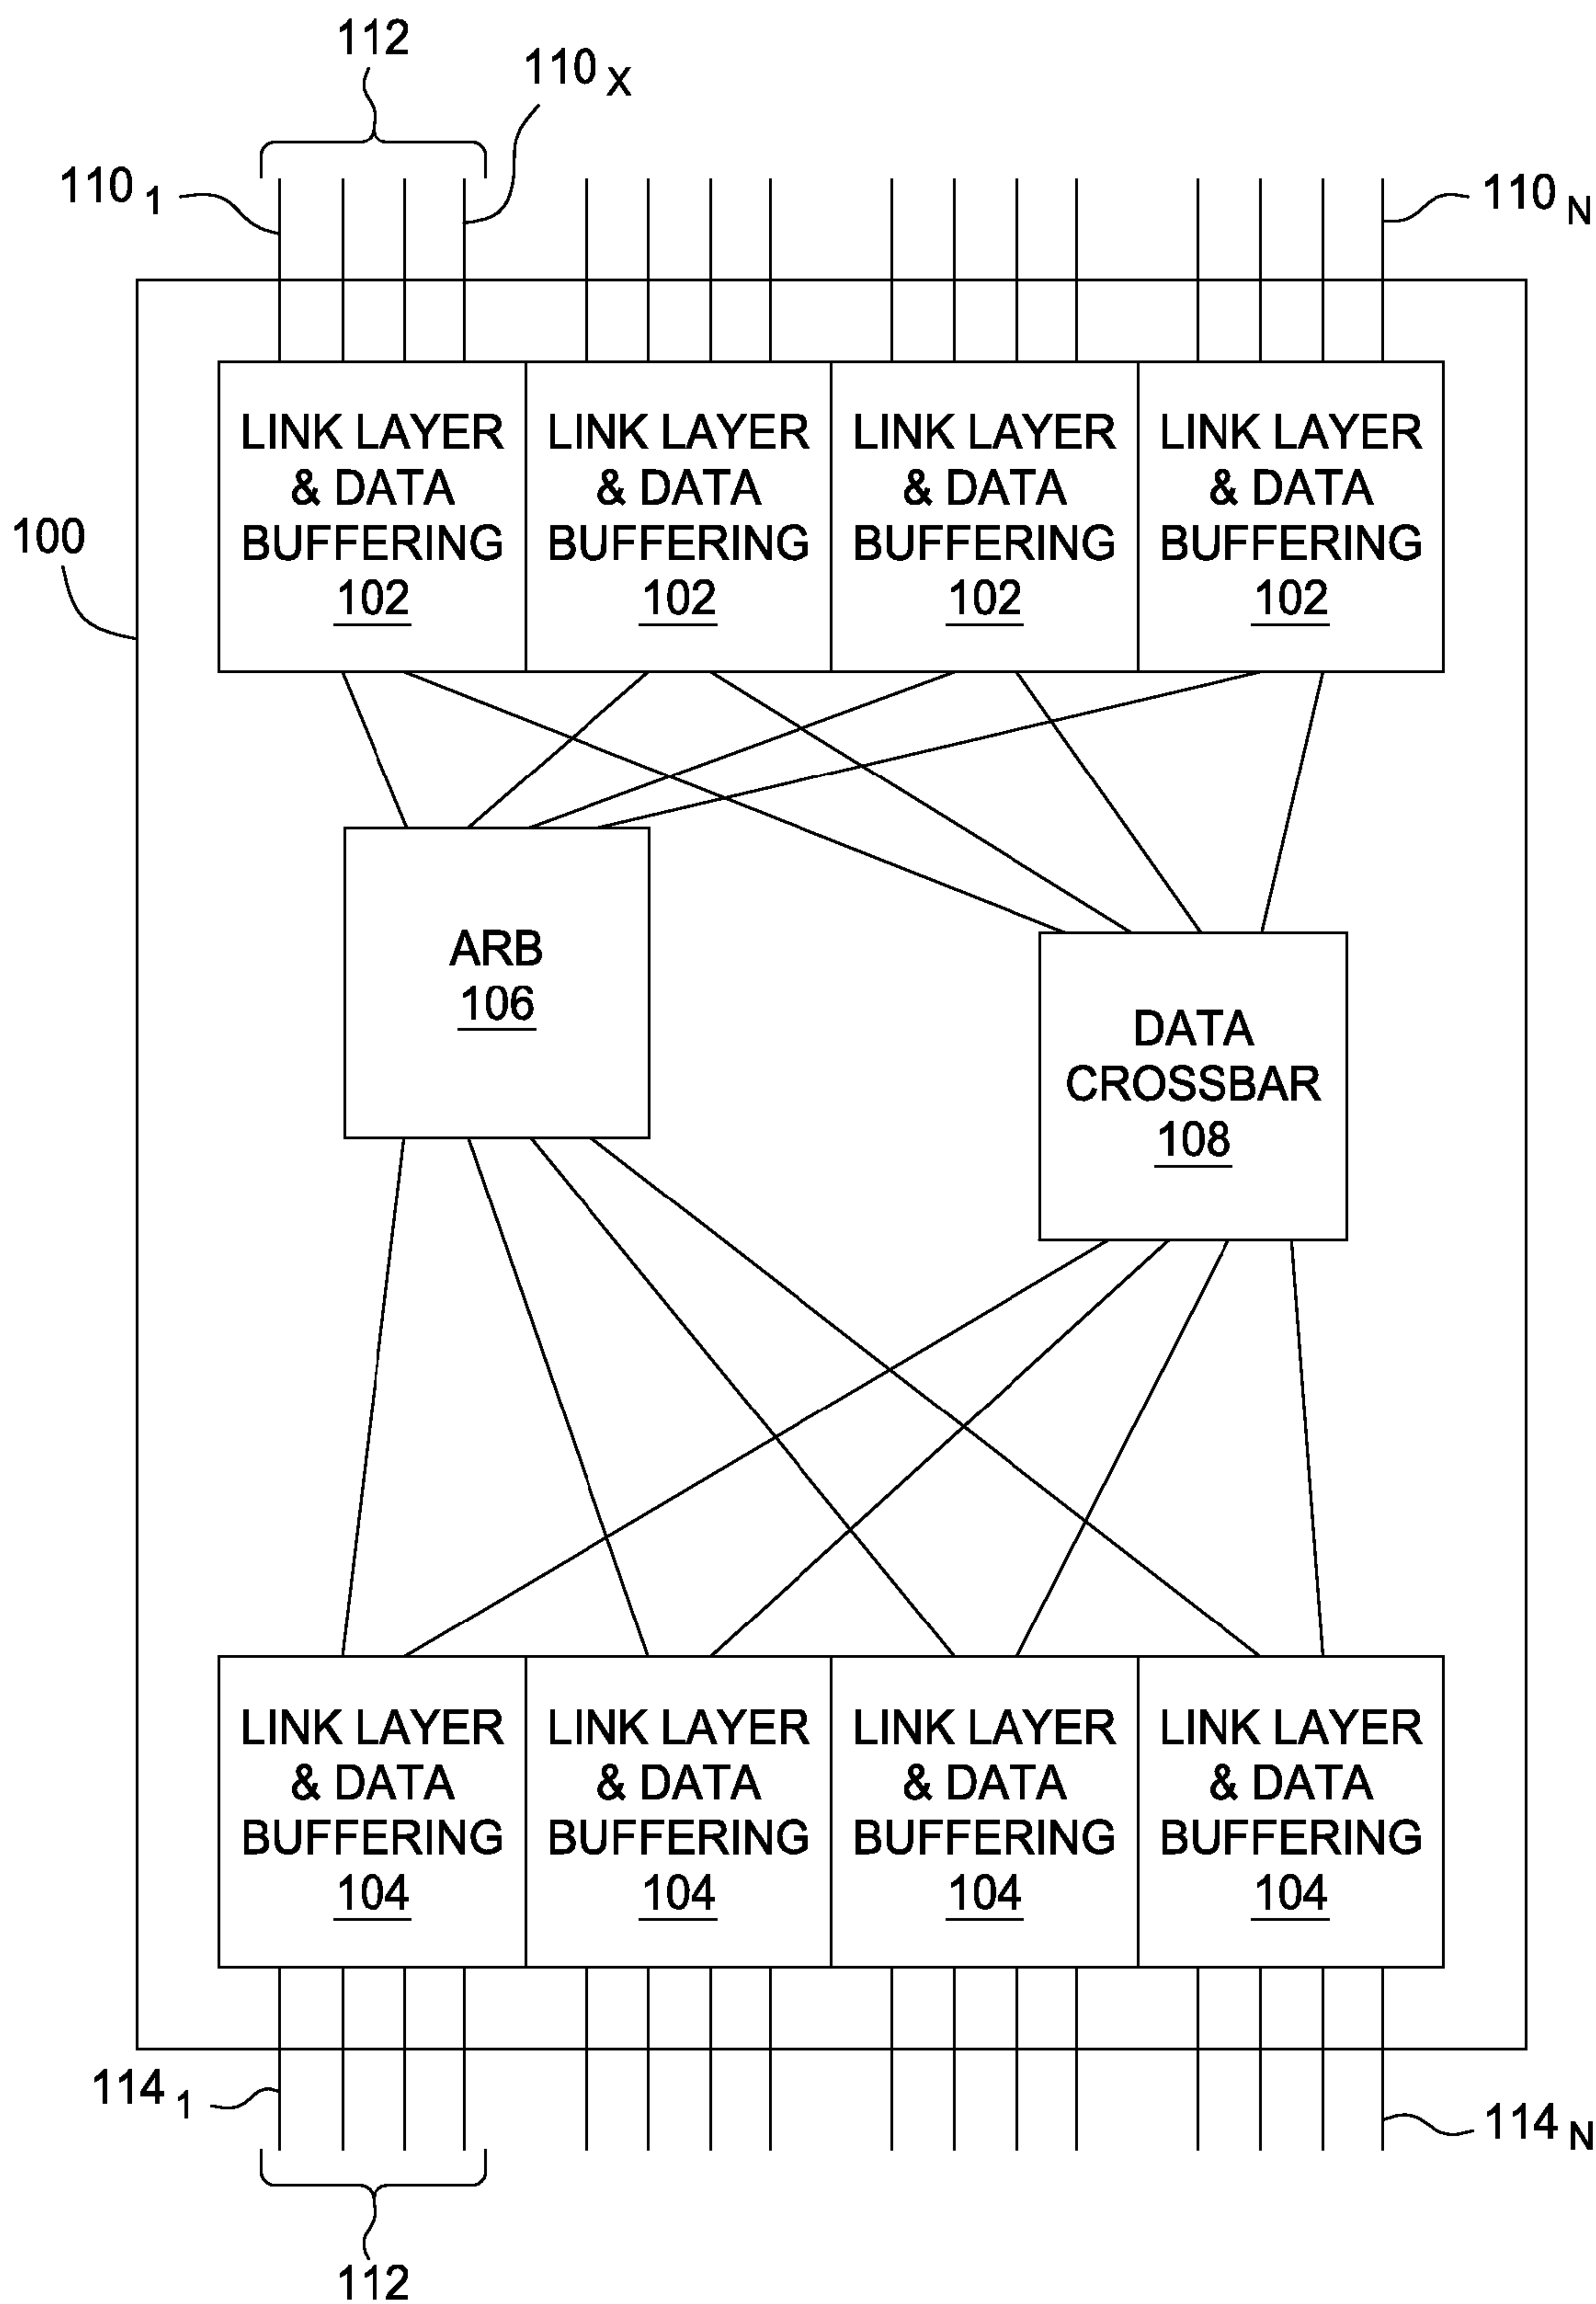 112
110 X
110 1
110 N
LINK LAYER & DATA BUFFERING 102
LINK LAYER & DATA BUFFERING 102
LINK LAYER & DATA BUFFERING 102
LINK LAYER & DATA BUFFERING 102
100
ARB
106
DATA
CROSSBAR
108
LINK LAYER & DATA BUFFERING 104
LINK LAYER & DATA BUFFERING 104
LINK LAYER & DATA BUFFERING 104
LINK LAYER & DATA BUFFERING 104
114 1
114 N
112